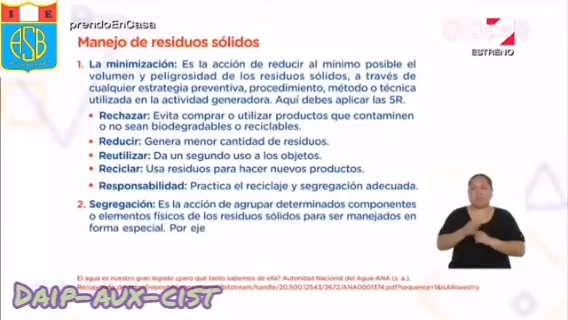 I E
ASB
prendoEnCasa
ESTRENO
Manejo de residuos sólidos
1. La minimización: Es la acción de reducir al mínimo posible el
volumen y peligrosidad de los residuos sólidos, a través de
cualquier estrategia preventiva, procedimiento, método o técnica
utilizada en la actividad generadora. Aquí debes aplicar las 5R.
• Rechazar: Evita comprar o utilizar productos que contaminen
o no sean biodegradables o reciclables.
• Reducir: Genera menor cantidad de residuos.
• Reutilizar: Da un segundo uso a los objetos.
• Reciclar: Usa residuos para hacer nuevos productos.
• Responsabilidad: Practica el reciclaje y segregación adecuada.
2. Segregación: Es la acción de agrupar determinados componentes
o elementos físicos de los residuos sólidos para ser manejados en
forma especial. Por eje
El agua es nuestro gran legado ¿pero qué tanto sabemos de ella? Autoridad Nacional del Agua-ANA (s. a.).
DAIP-AUX-CIST